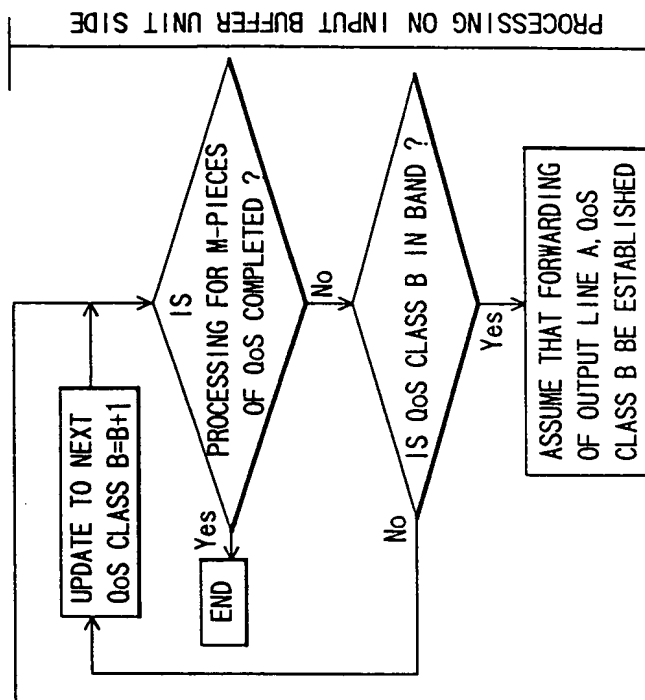 PROCESSING ON INPUT BUFFER UNIT SIDE
UPDATE TO NEXT
QoS CLASS B=B+1
IS
PROCESSING FOR M-PIECES
OF QoS COMPLETED ?
Yes
END
No
IS QoS CLASS B IN BAND ?
No
Yes
ASSUME THAT FORWARDING
OF OUTPUT LINE A, QoS
CLASS B BE ESTABLISHED